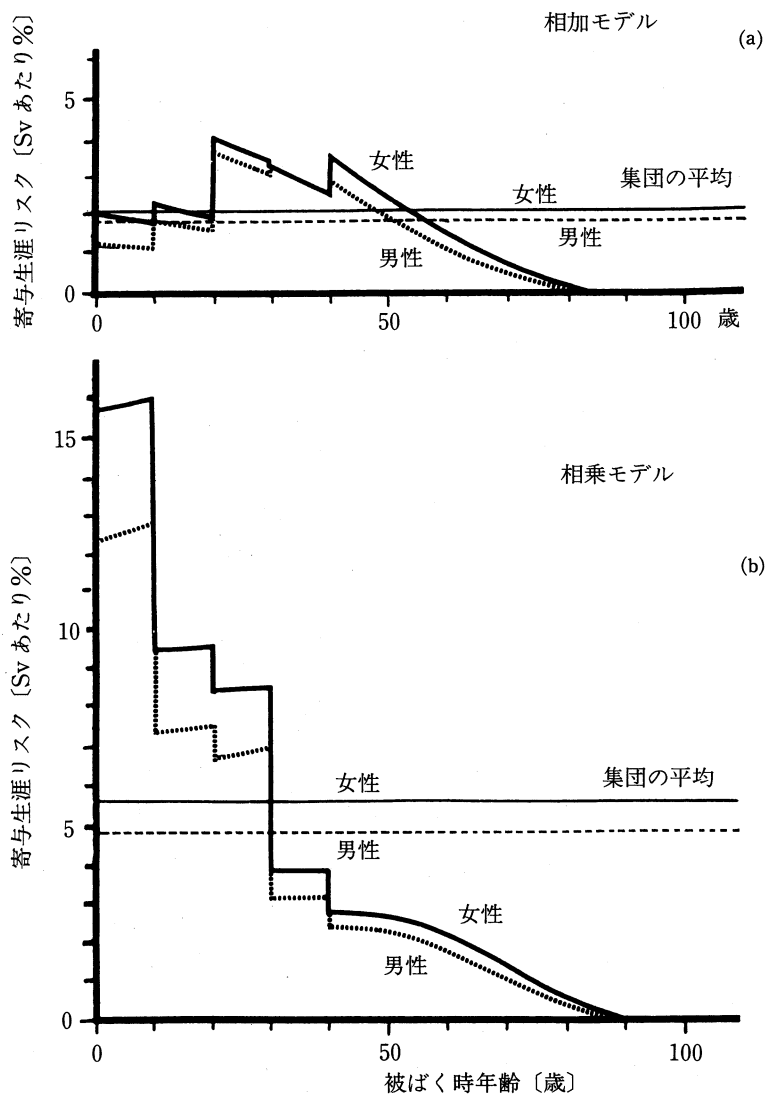 相加モデル
(a)
寄与生涯リスク〔Svあたり%〕
5
0
女性
女性
集団の平均
男性
男性
0
50
100 歳
相乗モデル
(b)
寄与生涯リスク〔Svあたり%〕
15
10
5
0
女性
集団の平均
男性
女性
男性
0
50
100
被ばく時年齢〔歳〕